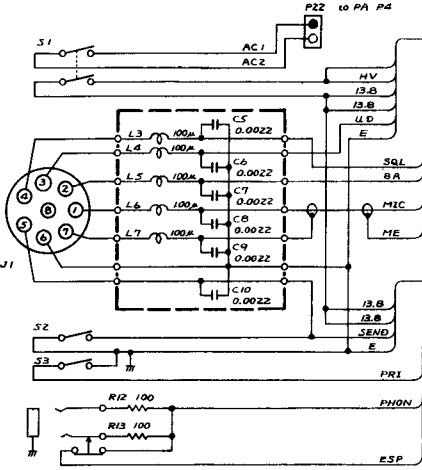 P22 to PA P4
S1
AC1
AC2
HV
13.8
13.8
UD
E
C5
0.0022
L3 100μ
L4 100μ
C6
0.0022
SQL
L5 100μ
8A
C7
0.0022
L6 100μ
MIC
C8
0.0022
L7 100μ
ME
C9
0.0022
C10
0.0022
4
3
2
8
1
5
6
7
J1
13.8
13.8
S2
SEND
E
S3
PRI
R12 100
PHON
R13 100
ESP